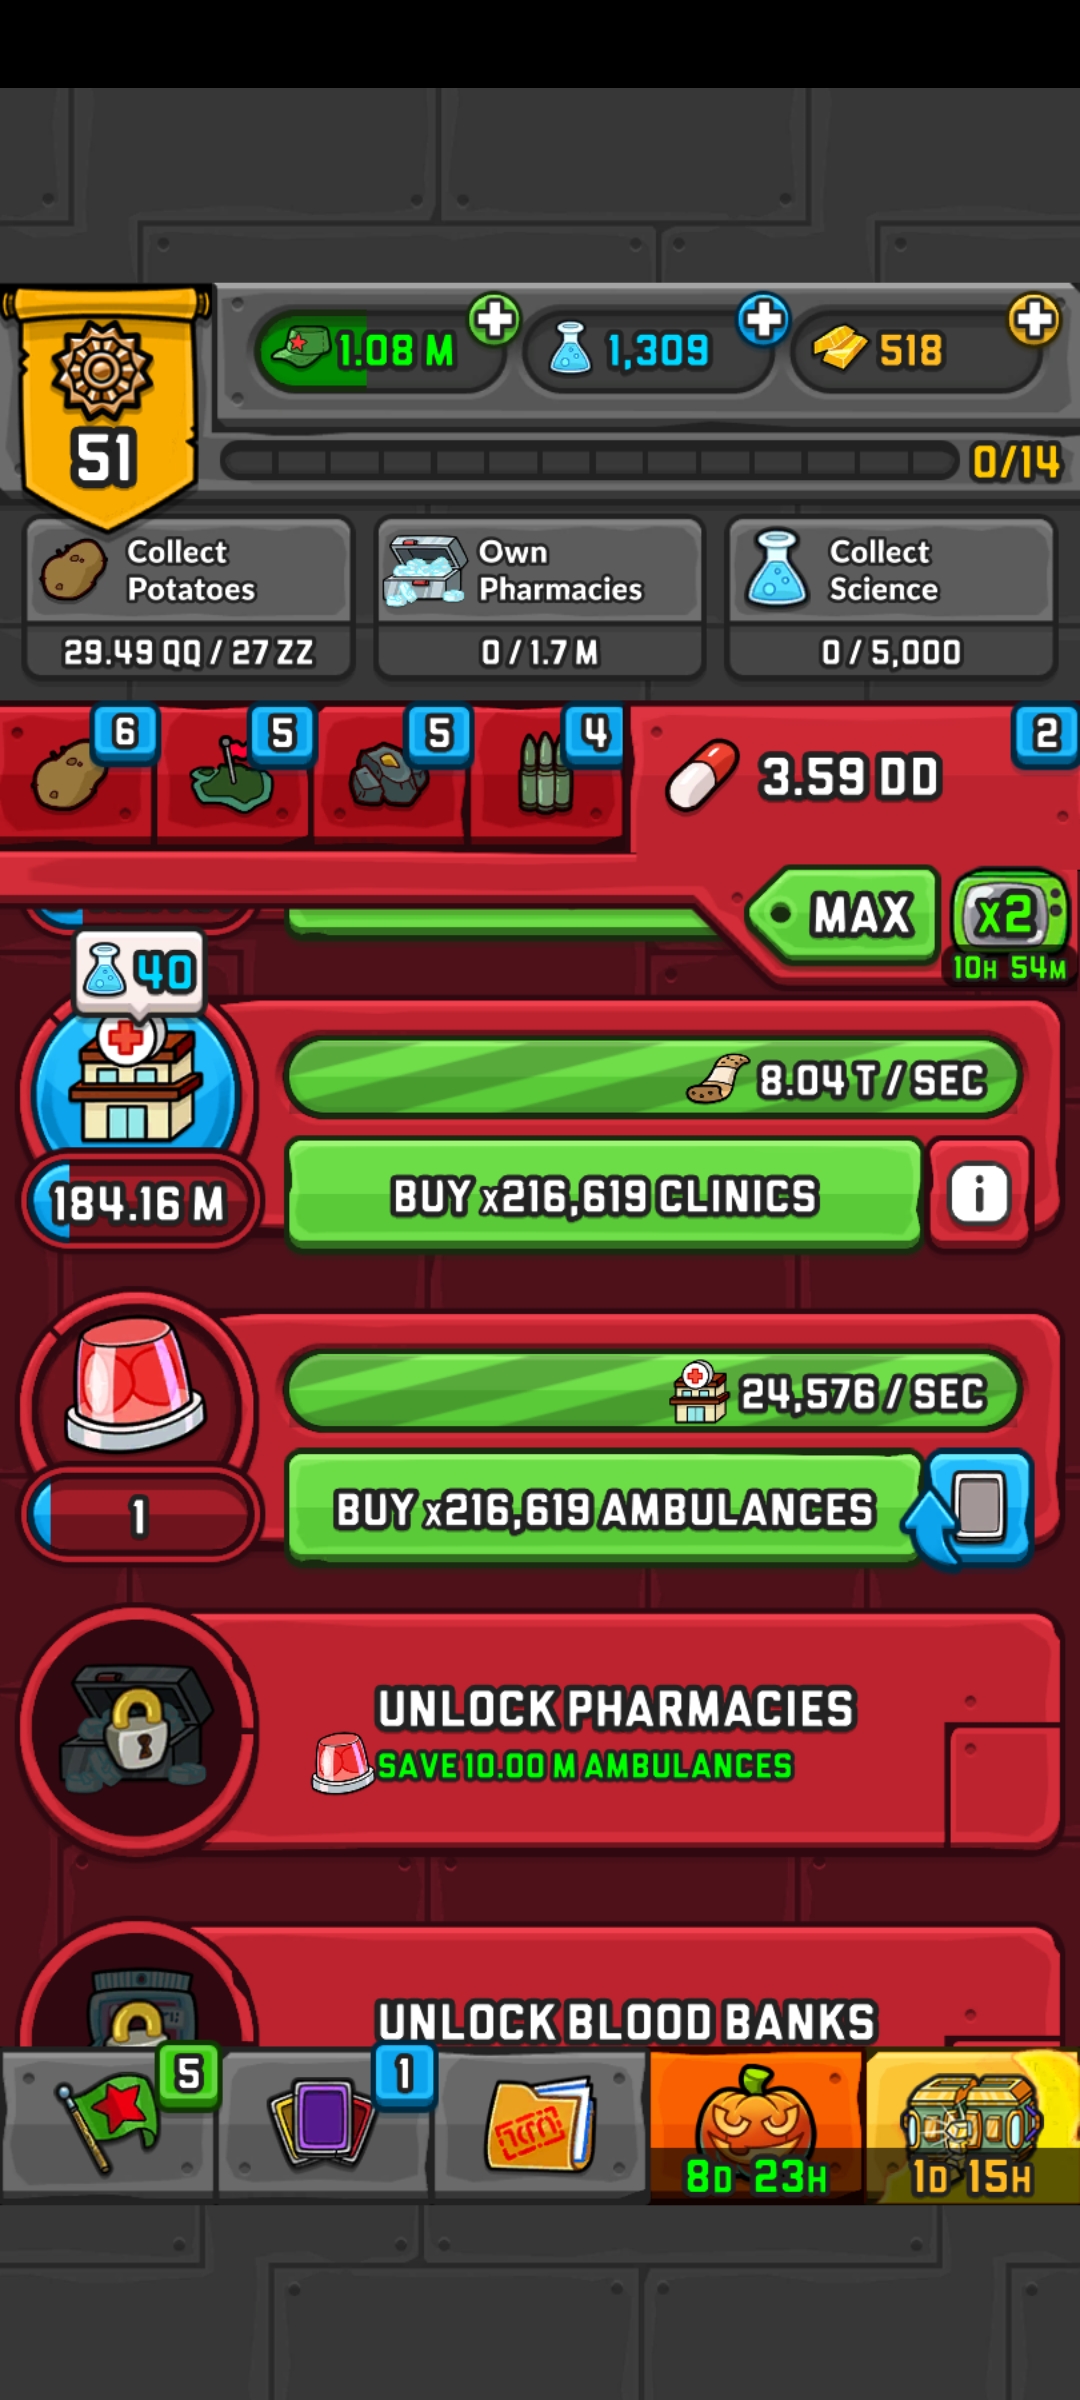 51
1.08 M
1,309
518
0/14
Collect
Potatoes
29.49 QQ / 27 ZZ
Own
Pharmacies
0 / 1.7 M
Collect
Science
0 / 5,000
6
5
5
4
3.59 DD
2
MAX
x2
10H 54M
40
8.04 T / SEC
184.16 M
BUY x216,619 CLINICS
i
24,576 / SEC
1
BUY x216,619 AMBULANCES
UNLOCK PHARMACIES
SAVE 10.00 M AMBULANCES
UNLOCK BLOOD BANKS
5
1
8D 23H
1D 15H